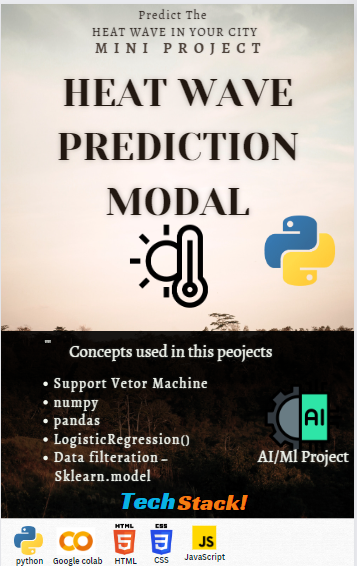 Predict The
HEAT WAVE IN YOUR CITY
MINI PROJECT
HEAT WAVE
PREDICTION
MODAL
Concepts used in this peojects
• Support Vetor Machine
• numpy
• pandas
• LogisticRegression()
• Data filteration –
Sklearn.model
AI
AI/Ml Project
Tech Stack!
HTML
CSS
JS
python
Google colab
HTML
CSS
JavaScript